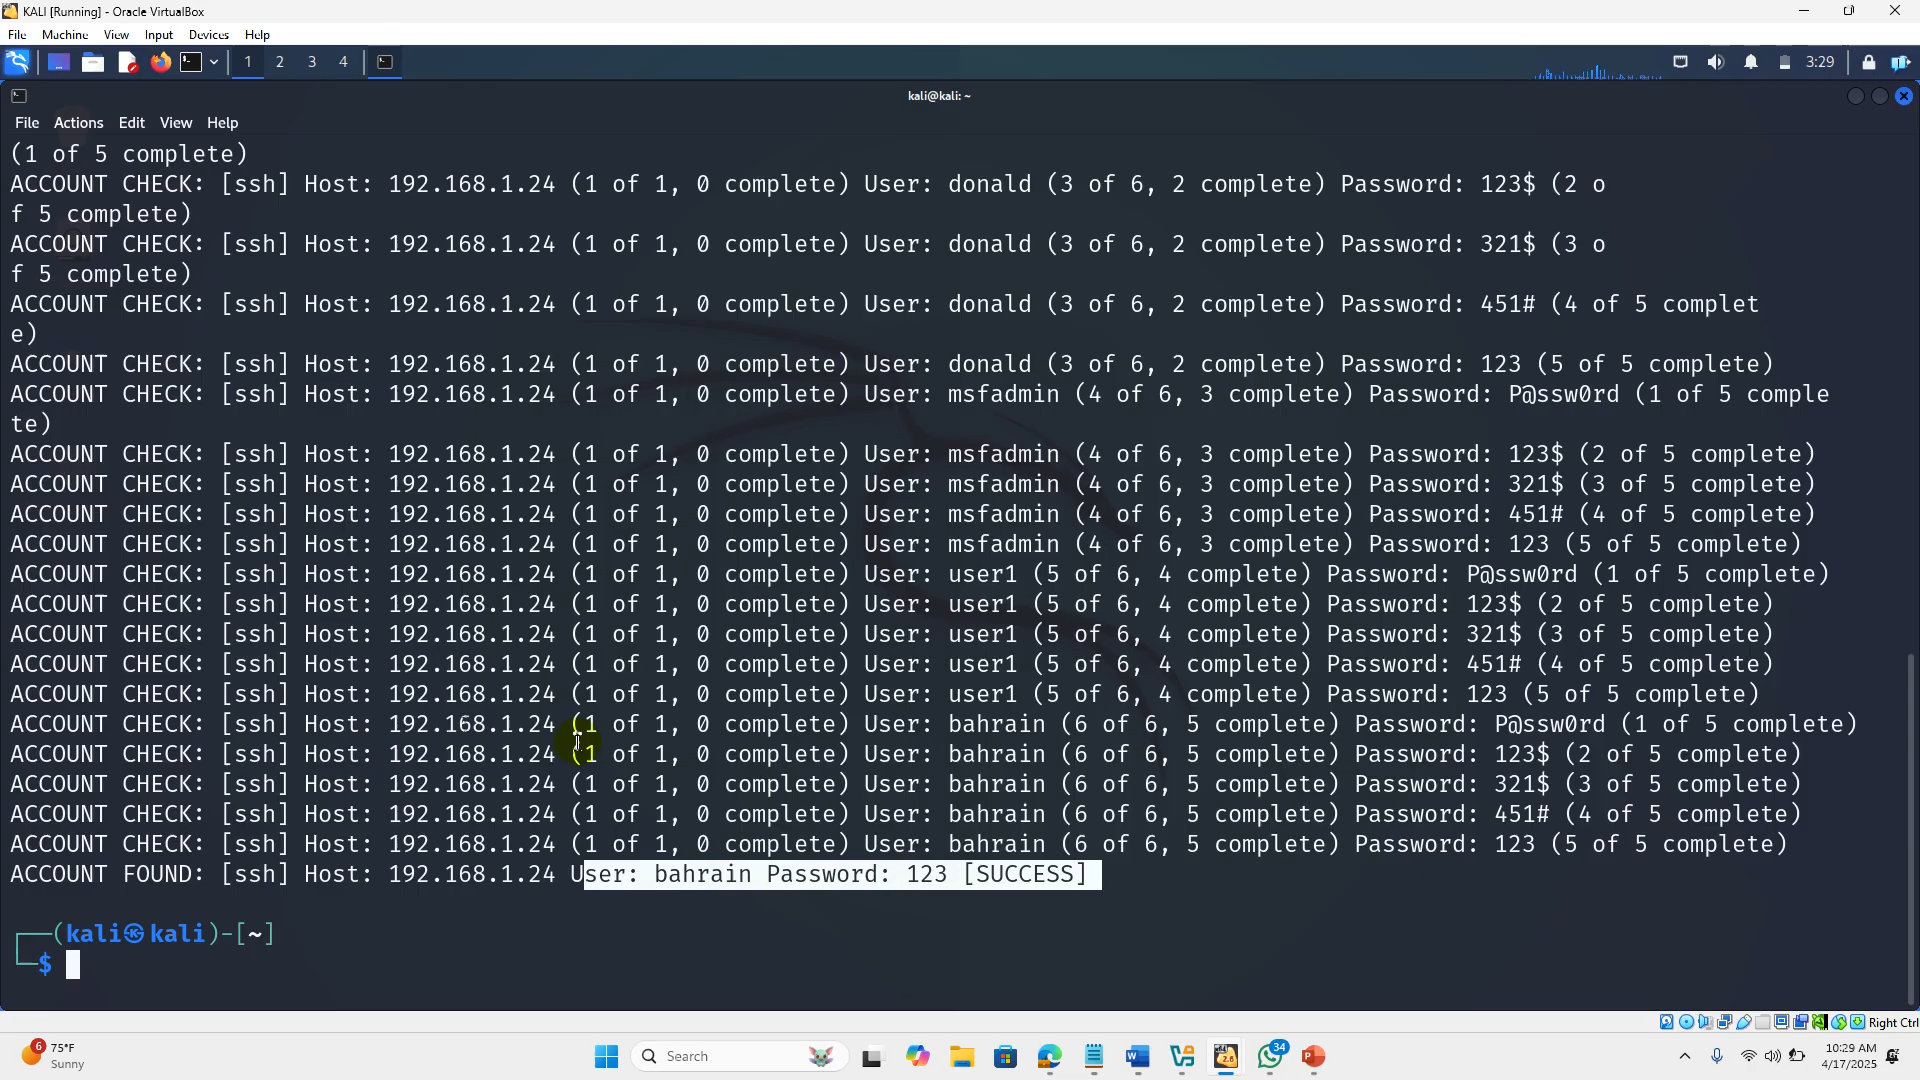 KALI [Running] - Oracle VirtualBox
File Machine View Input Devices Help
1 2 3 4 3:29
kali@kali: ~
File Actions Edit View Help
(1 of 5 complete)
ACCOUNT CHECK: [ssh] Host: 192.168.1.24 (1 of 1, 0 complete) User: donald (3 of 6, 2 complete) Password: 123$ (2 o
f 5 complete)
ACCOUNT CHECK: [ssh] Host: 192.168.1.24 (1 of 1, 0 complete) User: donald (3 of 6, 2 complete) Password: 321$ (3 o
f 5 complete)
ACCOUNT CHECK: [ssh] Host: 192.168.1.24 (1 of 1, 0 complete) User: donald (3 of 6, 2 complete) Password: 451# (4 of 5 complet
e)
ACCOUNT CHECK: [ssh] Host: 192.168.1.24 (1 of 1, 0 complete) User: donald (3 of 6, 2 complete) Password: 123 (5 of 5 complete)
ACCOUNT CHECK: [ssh] Host: 192.168.1.24 (1 of 1, 0 complete) User: msfadmin (4 of 6, 3 complete) Password: P@ssw0rd (1 of 5 comple
te)
ACCOUNT CHECK: [ssh] Host: 192.168.1.24 (1 of 1, 0 complete) User: msfadmin (4 of 6, 3 complete) Password: 123$ (2 of 5 complete)
ACCOUNT CHECK: [ssh] Host: 192.168.1.24 (1 of 1, 0 complete) User: msfadmin (4 of 6, 3 complete) Password: 321$ (3 of 5 complete)
ACCOUNT CHECK: [ssh] Host: 192.168.1.24 (1 of 1, 0 complete) User: msfadmin (4 of 6, 3 complete) Password: 451# (4 of 5 complete)
ACCOUNT CHECK: [ssh] Host: 192.168.1.24 (1 of 1, 0 complete) User: msfadmin (4 of 6, 3 complete) Password: 123 (5 of 5 complete)
ACCOUNT CHECK: [ssh] Host: 192.168.1.24 (1 of 1, 0 complete) User: user1 (5 of 6, 4 complete) Password: P@ssw0rd (1 of 5 complete)
ACCOUNT CHECK: [ssh] Host: 192.168.1.24 (1 of 1, 0 complete) User: user1 (5 of 6, 4 complete) Password: 123$ (2 of 5 complete)
ACCOUNT CHECK: [ssh] Host: 192.168.1.24 (1 of 1, 0 complete) User: user1 (5 of 6, 4 complete) Password: 321$ (3 of 5 complete)
ACCOUNT CHECK: [ssh] Host: 192.168.1.24 (1 of 1, 0 complete) User: user1 (5 of 6, 4 complete) Password: 451# (4 of 5 complete)
ACCOUNT CHECK: [ssh] Host: 192.168.1.24 (1 of 1, 0 complete) User: user1 (5 of 6, 4 complete) Password: 123 (5 of 5 complete)
ACCOUNT CHECK: [ssh] Host: 192.168.1.24 (1 of 1, 0 complete) User: bahrain (6 of 6, 5 complete) Password: P@ssw0rd (1 of 5 complete)
ACCOUNT CHECK: [ssh] Host: 192.168.1.24 (1 of 1, 0 complete) User: bahrain (6 of 6, 5 complete) Password: 123$ (2 of 5 complete)
ACCOUNT CHECK: [ssh] Host: 192.168.1.24 (1 of 1, 0 complete) User: bahrain (6 of 6, 5 complete) Password: 321$ (3 of 5 complete)
ACCOUNT CHECK: [ssh] Host: 192.168.1.24 (1 of 1, 0 complete) User: bahrain (6 of 6, 5 complete) Password: 451# (4 of 5 complete)
ACCOUNT CHECK: [ssh] Host: 192.168.1.24 (1 of 1, 0 complete) User: bahrain (6 of 6, 5 complete) Password: 123 (5 of 5 complete)
ACCOUNT FOUND: [ssh] Host: 192.168.1.24 User: bahrain Password: 123 [SUCCESS]
┌──(kali㉿kali)-[~]
└─$
Right Ctrl
6 75°F
Sunny
Search
34
10:29 AM
4/17/2025